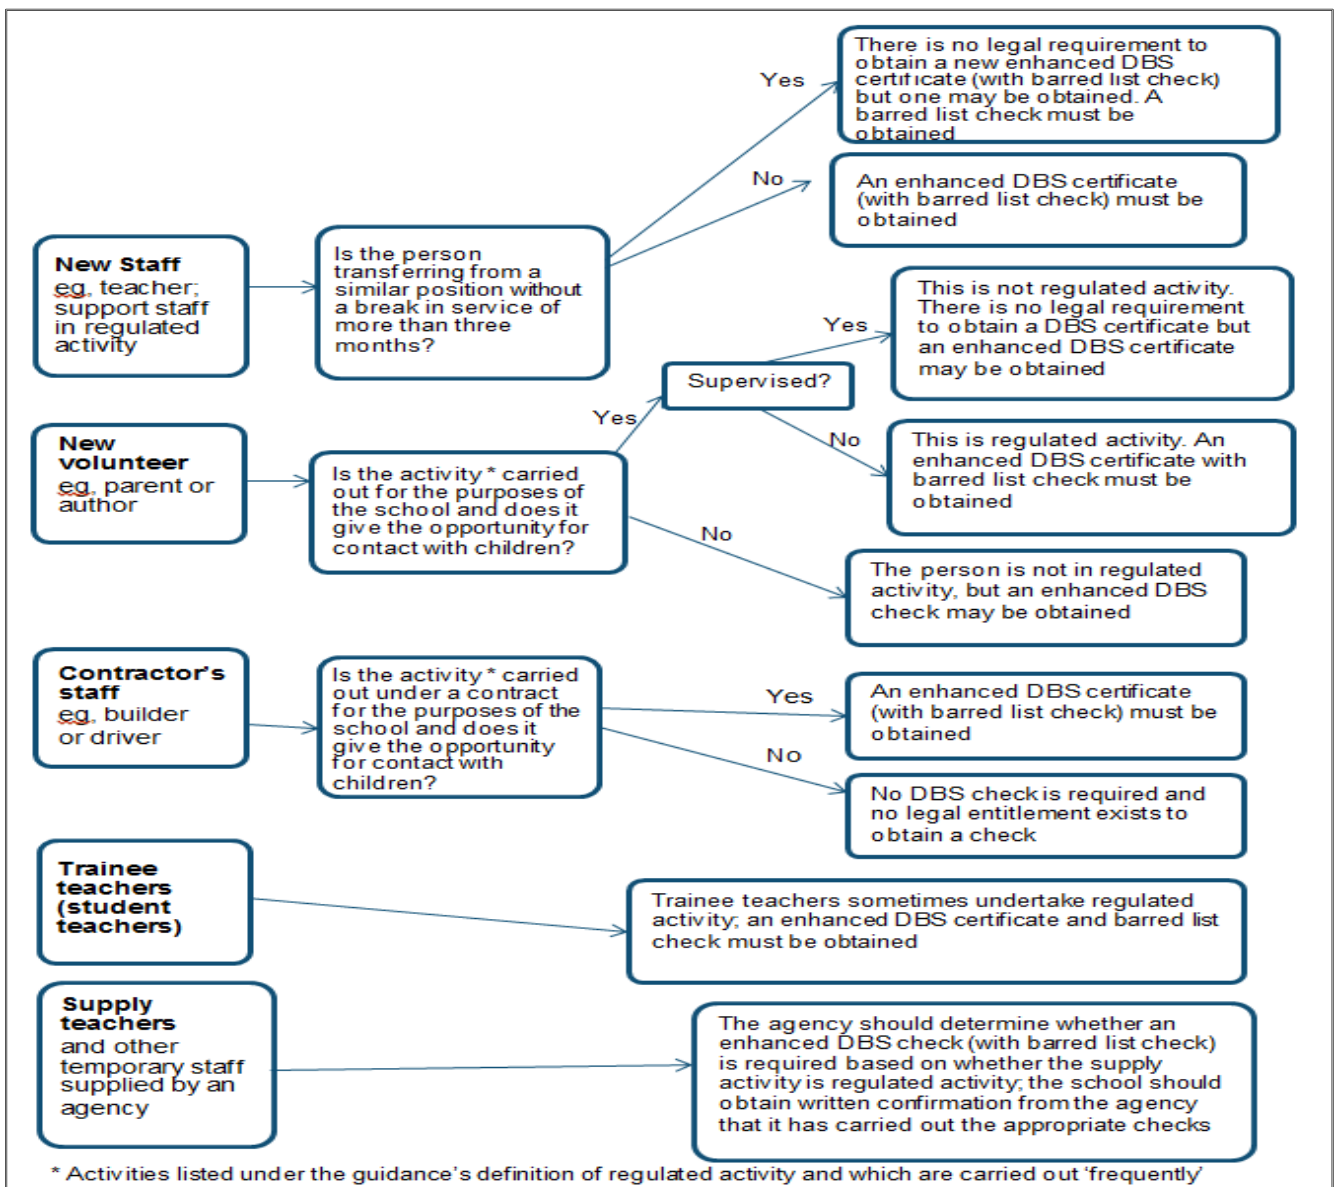 There is no legal requirement to
obtain a new enhanced DBS
certificate (with barred list check)
but one may be obtained. A
barred list check must be
obtained
Yes
No
An enhanced DBS certificate
(with barred list check) must be
obtained
New Staff
eg, teacher;
support staff
in regulated
activity
Is the person
transferring from a
similar position without
a break in service of
more than three
months?
This is not regulated activity.
There is no legal requirement
to obtain a DBS certificate but
an enhanced DBS certificate
may be obtained
Yes
Supervised?
Yes
No
This is regulated activity. An
enhanced DBS certificate with
barred list check must be
obtained
New
volunteer
eg, parent or
author
Is the activity * carried
out for the purposes of
the school and does it
give the opportunity for
contact with children?
No
The person is not in regulated
activity, but an enhanced DBS
check may be obtained
Contractor's
staff
eg, builder
or driver
Is the activity * carried
out under a contract
for the purposes of the
school and does it
give the opportunity
for contact with
children?
Yes
An enhanced DBS certificate
(with barred list check) must be
obtained
No
No DBS check is required and
no legal entitlement exists to
obtain a check
Trainee
teachers
(student
teachers)
Trainee teachers sometimes undertake regulated
activity; an enhanced DBS certificate and barred list
check must be obtained
Supply
teachers
and other
temporary staff
supplied by an
agency
The agency should determine whether an
enhanced DBS check (with barred list check)
is required based on whether the supply
activity is regulated activity; the school should
obtain written confirmation from the agency
that it has carried out the appropriate checks
* Activities listed under the guidance's definition of regulated activity and which are carried out 'frequently'